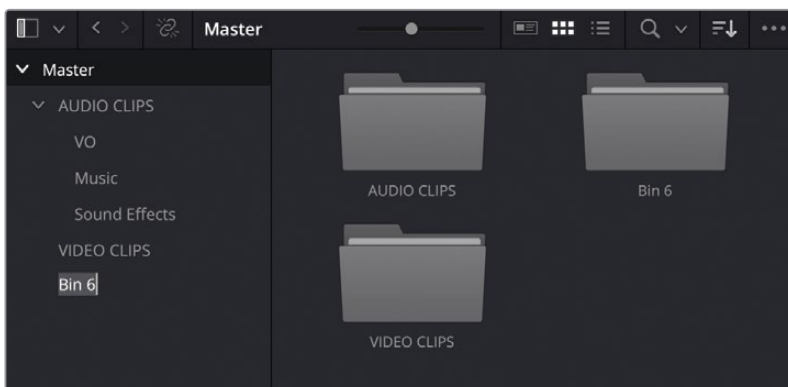 Master
Master
AUDIO CLIPS
VO
Music
Sound Effects
VIDEO CLIPS
Bin 6
AUDIO CLIPS
Bin 6
VIDEO CLIPS